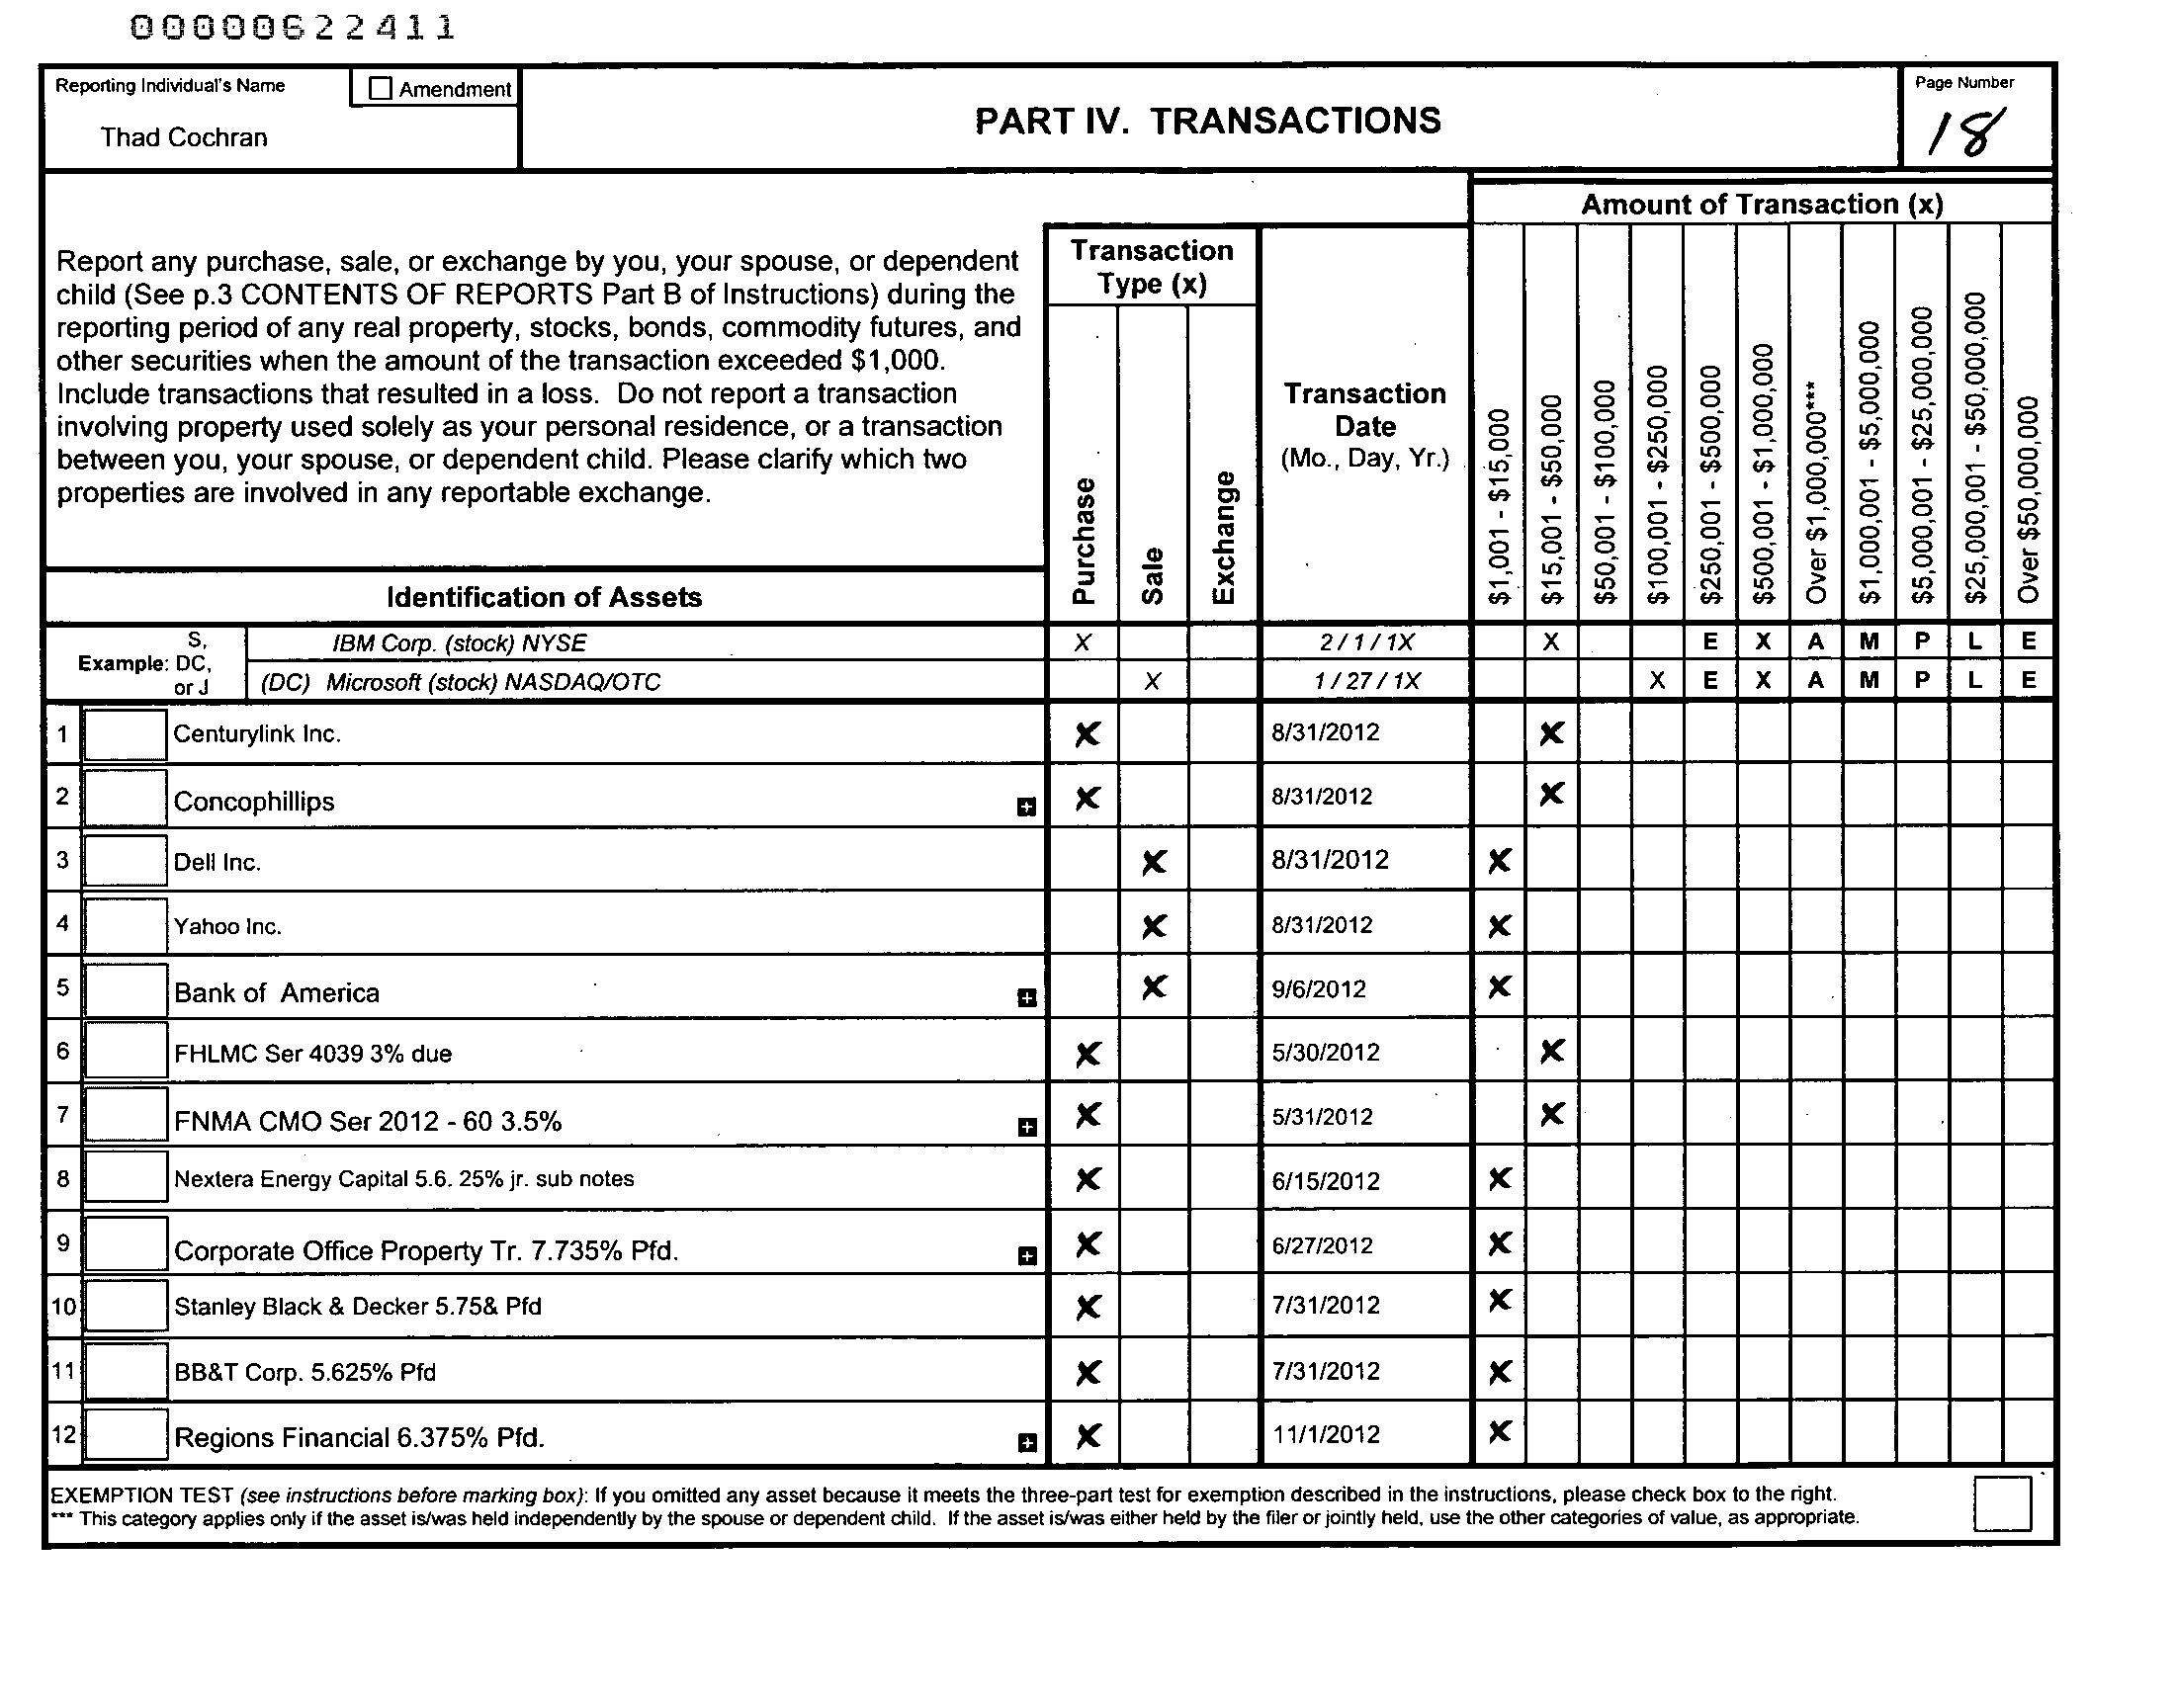 00000622411
Reporting Individual's Name
Amendment
Thad Cochran
PART IV. TRANSACTIONS
Page Number
18
Amount of Transaction (x)
Report any purchase, sale, or exchange by you, your spouse, or dependent
child (See p.3 CONTENTS OF REPORTS Part B of Instructions) during the
reporting period of any real property, stocks, bonds, commodity futures, and
other securities when the amount of the transaction exceeded $1,000.
Include transactions that resulted in a loss. Do not report a transaction
involving property used solely as your personal residence, or a transaction
between you, your spouse, or dependent child. Please clarify which two
properties are involved in any reportable exchange.
Transaction
Type (x)
Purchase
Sale
Exchange
Transaction
Date
(Mo., Day, Yr.)
$1,001 - $15,000
$15,001 - $50,000
$50,001 - $100,000
$100,001 - $250,000
$250,001 - $500,000
$500,001 - $1,000,000
Over $1,000,000***
$1,000,001 - $5,000,000
$5,000,001 - $25,000,000
$25,000,001 - $50,000,000
Over $50,000,000
Identification of Assets
Example: S, DC, or J
IBM Corp. (stock) NYSE X 2 / 1 / 1X X E X A M P L E
(DC) Microsoft (stock) NASDAQ/OTC X 1 / 27 / 1X X E X A M P L E
1 Centurylink Inc. X 8/31/2012 X
2 Concophillips + X 8/31/2012 X
3 Dell Inc. X 8/31/2012 X
4 Yahoo Inc. X 8/31/2012 X
5 Bank of America + X 9/6/2012 X
6 FHLMC Ser 4039 3% due X 5/30/2012 X
7 FNMA CMO Ser 2012 - 60 3.5% + X 5/31/2012 X
8 Nextera Energy Capital 5.6. 25% jr. sub notes X 6/15/2012 X
9 Corporate Office Property Tr. 7.735% Pfd. + X 6/27/2012 X
10 Stanley Black & Decker 5.75& Pfd X 7/31/2012 X
11 BB&T Corp. 5.625% Pfd X 7/31/2012 X
12 Regions Financial 6.375% Pfd. + X 11/1/2012 X
EXEMPTION TEST (see instructions before marking box): If you omitted any asset because it meets the three-part test for exemption described in the instructions, please check box to the right.
*** This category applies only if the asset is/was held independently by the spouse or dependent child. If the asset is/was either held by the filer or jointly held, use the other categories of value, as appropriate.